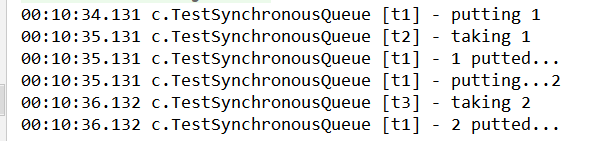 00:10:34.131 c.TestSynchronousQueue [t1] - putting 1
00:10:35.131 c.TestSynchronousQueue [t2] - taking 1
00:10:35.131 c.TestSynchronousQueue [t1] - 1 putted...
00:10:35.131 c.TestSynchronousQueue [t1] - putting...2
00:10:36.132 c.TestSynchronousQueue [t3] - taking 2
00:10:36.132 c.TestSynchronousQueue [t1] - 2 putted...